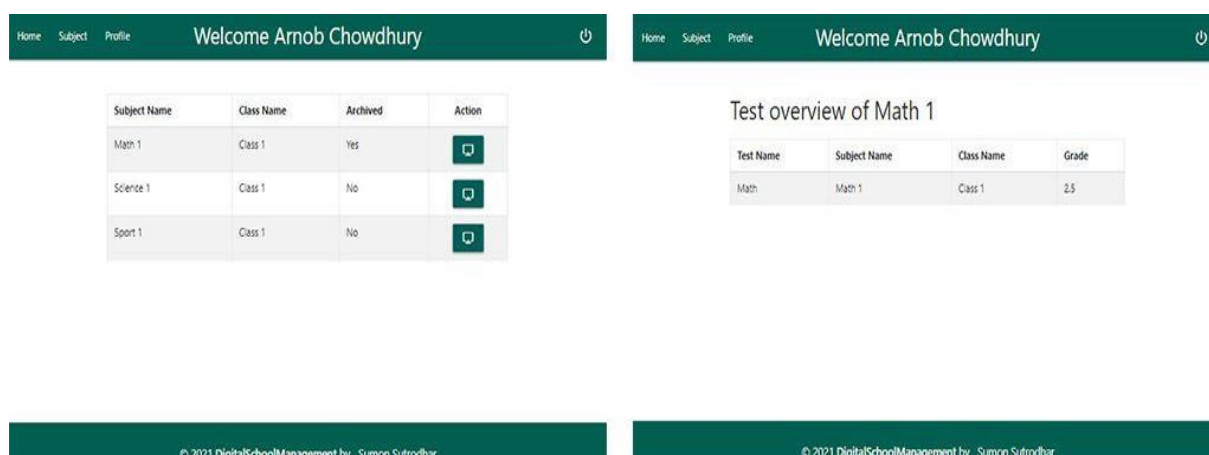 Home Subject Profile Welcome Arnob Chowdhury
Subject Name Class Name Archived Action
Math 1 Class 1 Yes
Science 1 Class 1 No
Sport 1 Class 1 No
© 2021 DigitalSchoolManagement by Sumon Sutrodhar
Home Subject Profile Welcome Arnob Chowdhury
Test overview of Math 1
Test Name Subject Name Class Name Grade
Math Math 1 Class 1 2.5
© 2021 DigitalSchoolManagement by Sumon Sutrodhar